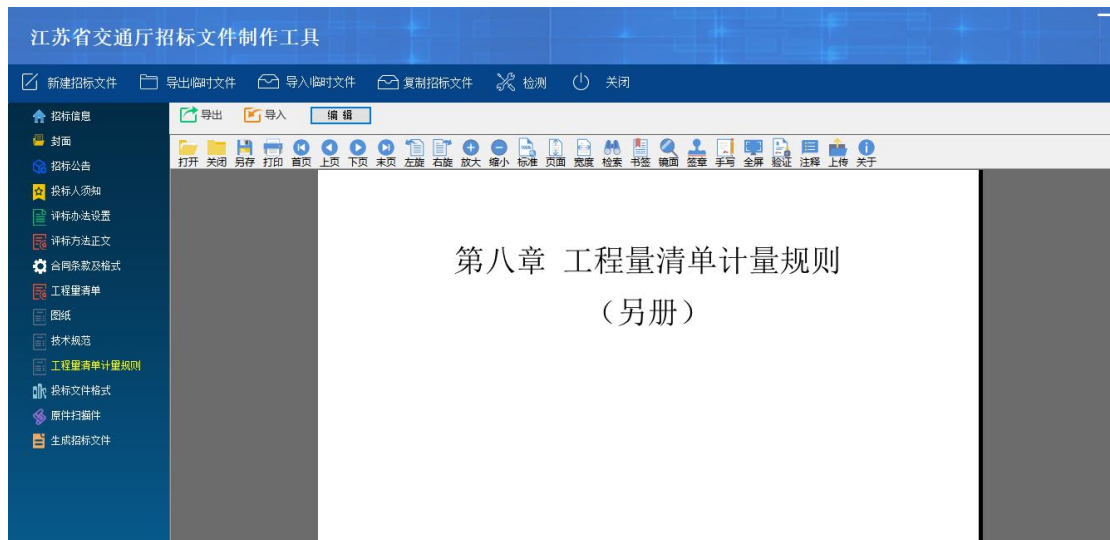 江苏省交通厅招标文件制作工具
新建招标文件 导出临时文件 导入临时文件 复制招标文件 检测 关闭
招标信息
封面
招标公告
投标人须知
评标办法设置
评标方法正文
合同条款及格式
工程量清单
图纸
技术规范
工程量清单计量规则
投标文件格式
原件扫描件
生成招标文件
导出 导入 编辑
打开 关闭 另存 打印 首页 上页 下页 末页 左旋 右旋 放大 缩小 标准 页面 宽度 检索 书签 镜面 签章 手写 全屏 验证 注释 上传 关于
第八章 工程量清单计量规则
（另册）